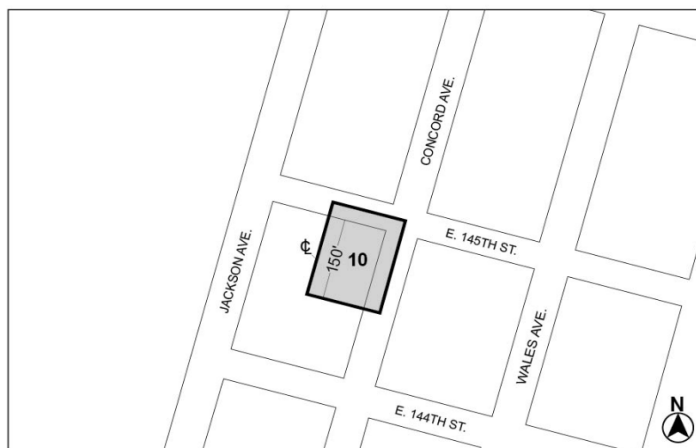 CONCORD AVE.
E. 145TH ST.
℄
150'
10
JACKSON AVE.
WALES AVE.
E. 144TH ST.
N